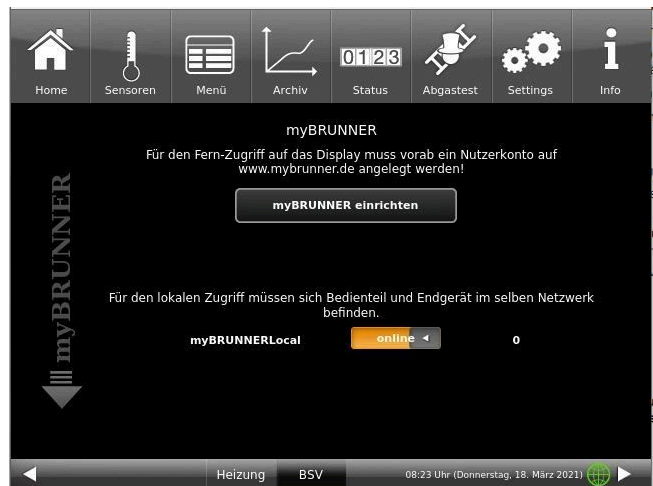 0123
Home Sensoren Menü Archiv Status Abgastest Settings Info
myBRUNNER
Für den Fern-Zugriff auf das Display muss vorab ein Nutzerkonto auf
www.mybrunner.de angelegt werden!
myBRUNNER einrichten
myBRUNNER
Für den lokalen Zugriff müssen sich Bedienteil und Endgerät im selben Netzwerk
befinden.
myBRUNNERLocal online 0
Heizung BSV 08:23 Uhr (Donnerstag, 18. März 2021)